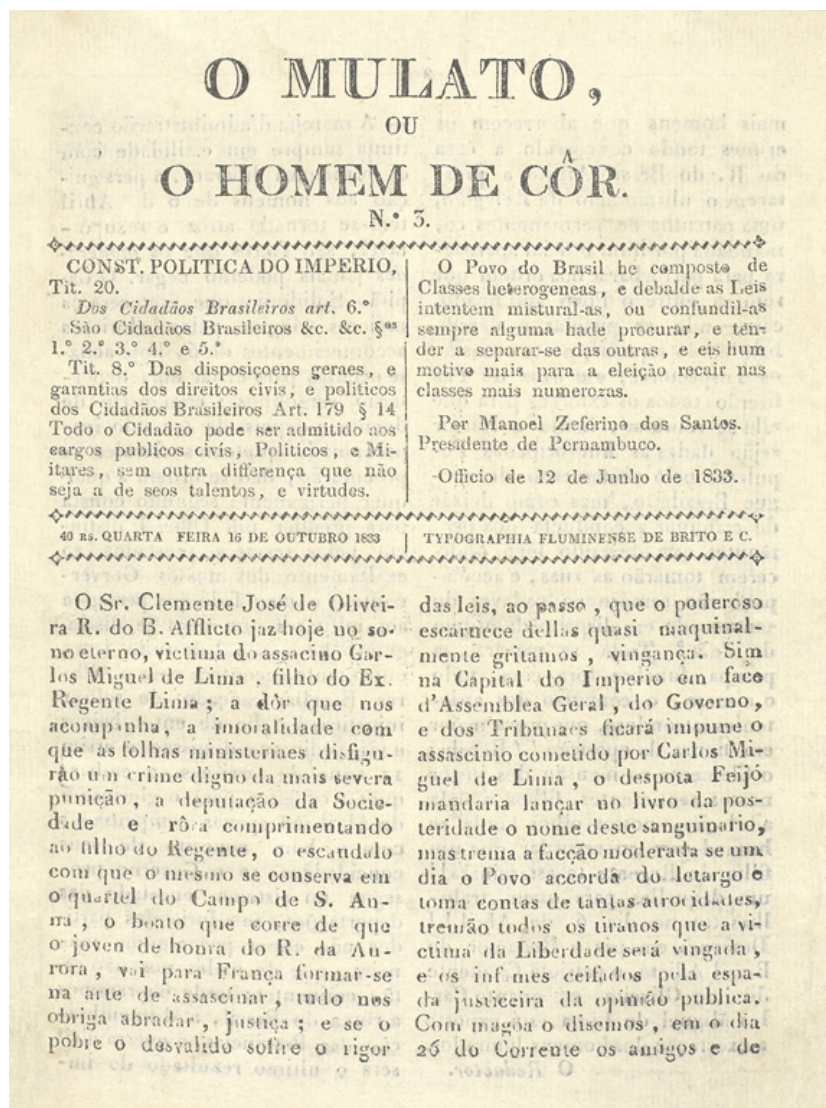 O MULATO,
OU
O HOMEM DE CÔR.
N.º 3.
CONST. POLITICA DO IMPERIO,
Tit. 20.
Dos Cidadãos Brasileiros art. 6.º
São Cidadãos Brasileiros &c. &c. §os
1.º 2.º 3.º 4.º e 5.º
Tit. 8.º Das disposiçoens geraes, e
garantias dos direitos civís, e politicos
dos Cidadãos Brasileiros Art. 179 § 14
Todo o Cidadão pode ser admitido aos
cargos publicos civís, Politicos, e Mi-
itares, sem outra differença que não
seja a de seos talentos, e virtudes.
O Povo do Brasil he composto de
Classes heterogeneas, e debalde as Leis
intentem mistural-as, ou confundil-as
sempre alguma hade procurar, e ten-
der a separar-se das outras, e eis hum
motivo mais para a eleição recair nas
classes mais numerozas.
Por Manoel Zeferino dos Santos.
Presidente de Pernambuco.
Officio de 12 de Junho de 1833.
40 RS. QUARTA FEIRA 16 DE OUTUBRO 1833
TYPOGRAPHIA FLUMINENSE DE BRITO E C.
O Sr. Clemente José de Olivei-
ra R. do B. Afflicto jaz hoje no so-
no eterno, victima do assacino Car-
los Miguel de Lima, filho do Ex.
Regente Lima; a dôr que nos
acompanha, a imoralidade com
que as folhas ministeriaes disfigu-
rão um crime digno da mais severa
punição, a deputação da Socie-
dade e comprimentando
ao filho do Regente, o escandalo
com que o mesmo se conserva em
o quartel do Campo de S. An-
na, o boato que corre de que
o joven de honra do R. da Au-
rora, vai para França formar-se
na arte de assascinar, tudo nos
obriga abradar, justiça; e se o
pobre o desvalido sofre o rigor
das leis, ao passo, que o poderoso
escarnece dellas quasi maquinal-
mente gritamos, vingança. Sim
na Capital do Imperio em face
d'Assemblea Geral, do Governo,
e dos Tribunaes ficará impune o
assascinio cometido por Carlos Mi-
guel de Lima, o despota Feijó
mandaria lançar no livro da pos-
teridade o nome deste sanguinario,
mas trema a facção moderada se um
dia o Povo accorda do letargo e
toma contas de tantas atrocidades,
tremão todos os tiranos que a vi-
ctima da Liberdade será vingada,
e os infames ceifados pela espa-
da justiceira da opinião publica.
Com magoa o disemos, em o dia
26 do Corrente os amigos e de-